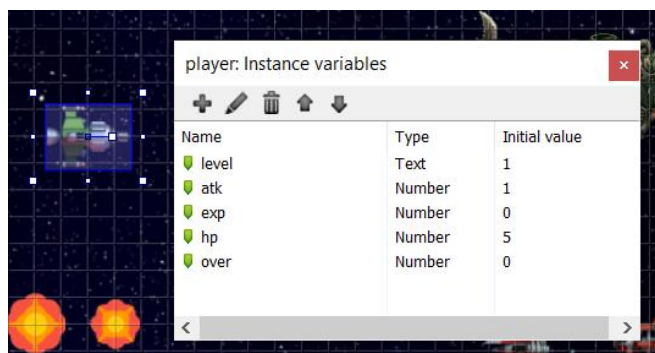 player: Instance variables
Name Type Initial value
level Text 1
atk Number 1
exp Number 0
hp Number 5
over Number 0